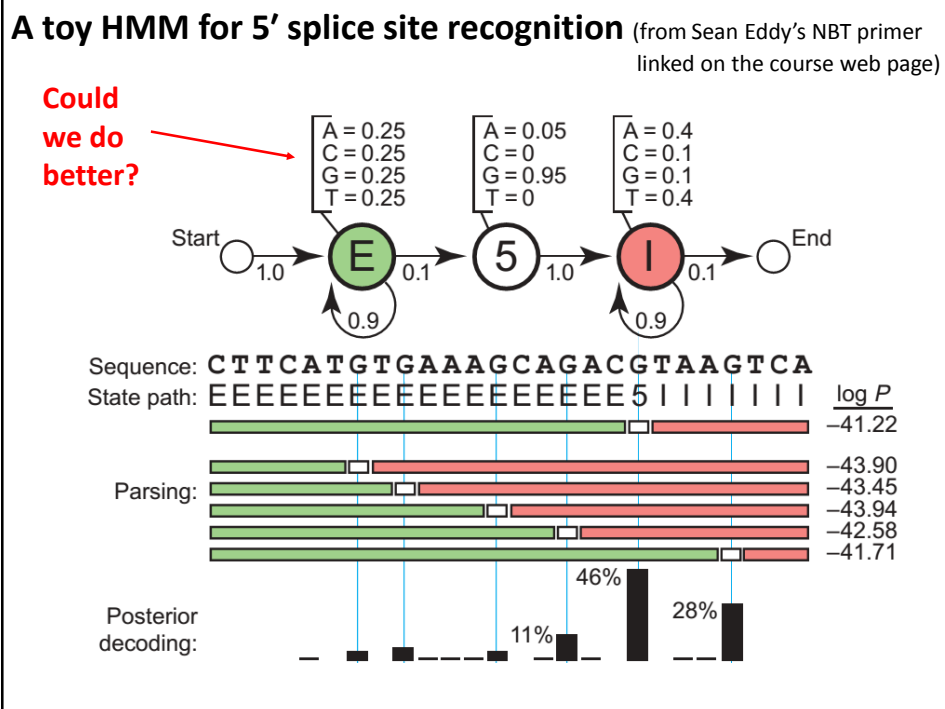 A toy HMM for 5′ splice site recognition (from Sean Eddy's NBT primer
linked on the course web page)
Could
we do
better?
A = 0.25
C = 0.25
G = 0.25
T = 0.25
A = 0.05
C = 0
G = 0.95
T = 0
A = 0.4
C = 0.1
G = 0.1
T = 0.4
Start
E
5
I
End
1.0
0.1
1.0
0.1
0.9
0.9
Sequence: CTTCATGTGAAAGCAGACGTAAGTCA
State path: EEEEEEEEEEEEEEEEEE5IIIIIII
log P
−41.22
Parsing:
−43.90
−43.45
−43.94
−42.58
−41.71
Posterior
decoding:
11%
46%
28%